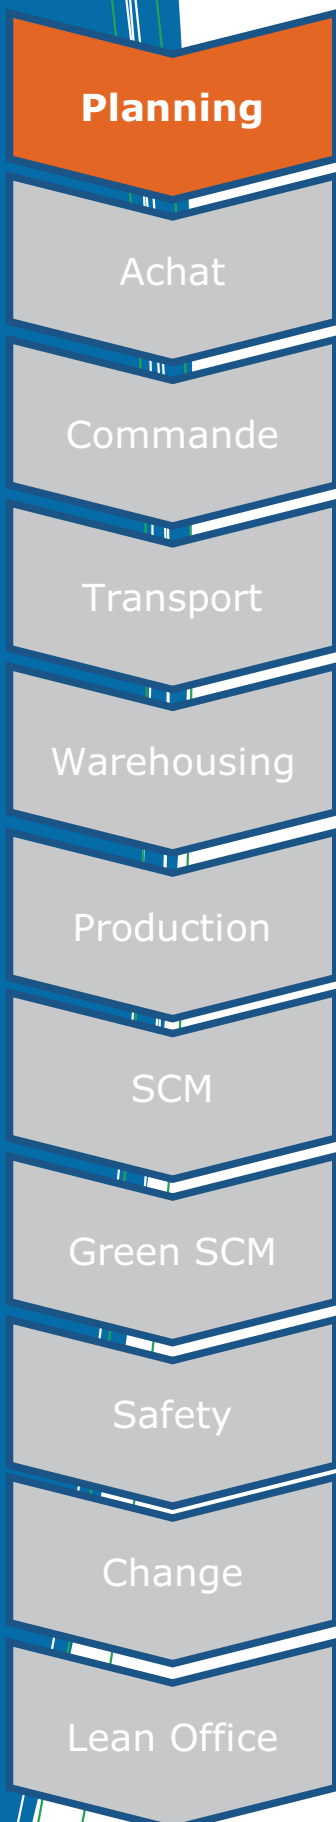 Planning
Achat
Commande
Transport
Warehousing
Production
SCM
Green SCM
Safety
Change
Lean Office